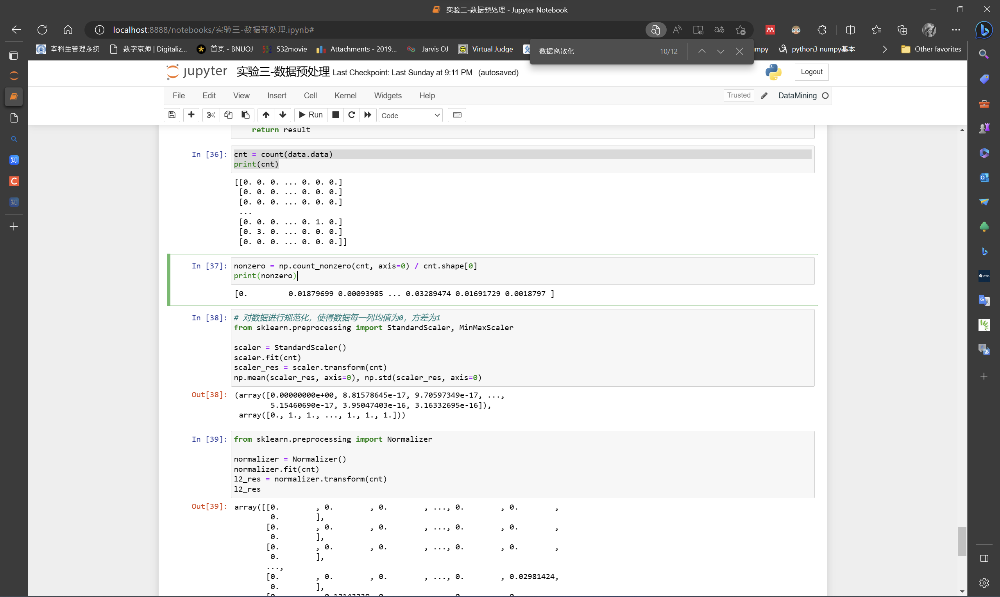 实验三-数据预处理 - Jupyter Notebook
localhost:8888/notebooks/实验三-数据预处理.ipynb#
本科生管理系统
数字京师 | Digitaliz...
首页 - BNUOJ
532movie
Attachments - 2019...
Jarvis OJ
Virtual Judge
数据离散化
10/12
python3 numpy基本
Other favorites
jupyter 实验三-数据预处理 Last Checkpoint: Last Sunday at 9:11 PM (autosaved)
Logout
File Edit View Insert Cell Kernel Widgets Help
Trusted
DataMining
Run
Code
return result
In [36]: cnt = count(data.data)
print(cnt)
[[0. 0. 0. ... 0. 0. 0.]
[0. 0. 0. ... 0. 0. 0.]
[0. 0. 0. ... 0. 0. 0.]
...
[0. 0. 0. ... 0. 1. 0.]
[0. 3. 0. ... 0. 0. 0.]
[0. 0. 0. ... 0. 0. 0.]]
In [37]: nonzero = np.count_nonzero(cnt, axis=0) / cnt.shape[0]
print(nonzero)
[0. 0.01879699 0.00093985 ... 0.03289474 0.01691729 0.0018797 ]
In [38]: # 对数据进行规范化，使得数据每一列均值为0，方差为1
from sklearn.preprocessing import StandardScaler, MinMaxScaler
scaler = StandardScaler()
scaler.fit(cnt)
scaler_res = scaler.transform(cnt)
np.mean(scaler_res, axis=0), np.std(scaler_res, axis=0)
Out[38]: (array([0.00000000e+00, 8.81578645e-17, 9.70597349e-17, ...,
5.15460690e-17, 3.95047403e-16, 3.16332695e-16]),
array([0., 1., 1., ..., 1., 1., 1.]))
In [39]: from sklearn.preprocessing import Normalizer
normalizer = Normalizer()
normalizer.fit(cnt)
l2_res = normalizer.transform(cnt)
l2_res
Out[39]: array([[0. , 0. , 0. , ..., 0. , 0. ,
0. ],
[0. , 0. , 0. , ..., 0. , 0. ,
0. ],
[0. , 0. , 0. , ..., 0. , 0. ,
0. ],
...,
[0. , 0. , 0. , ..., 0. , 0.02981424,
0. ],